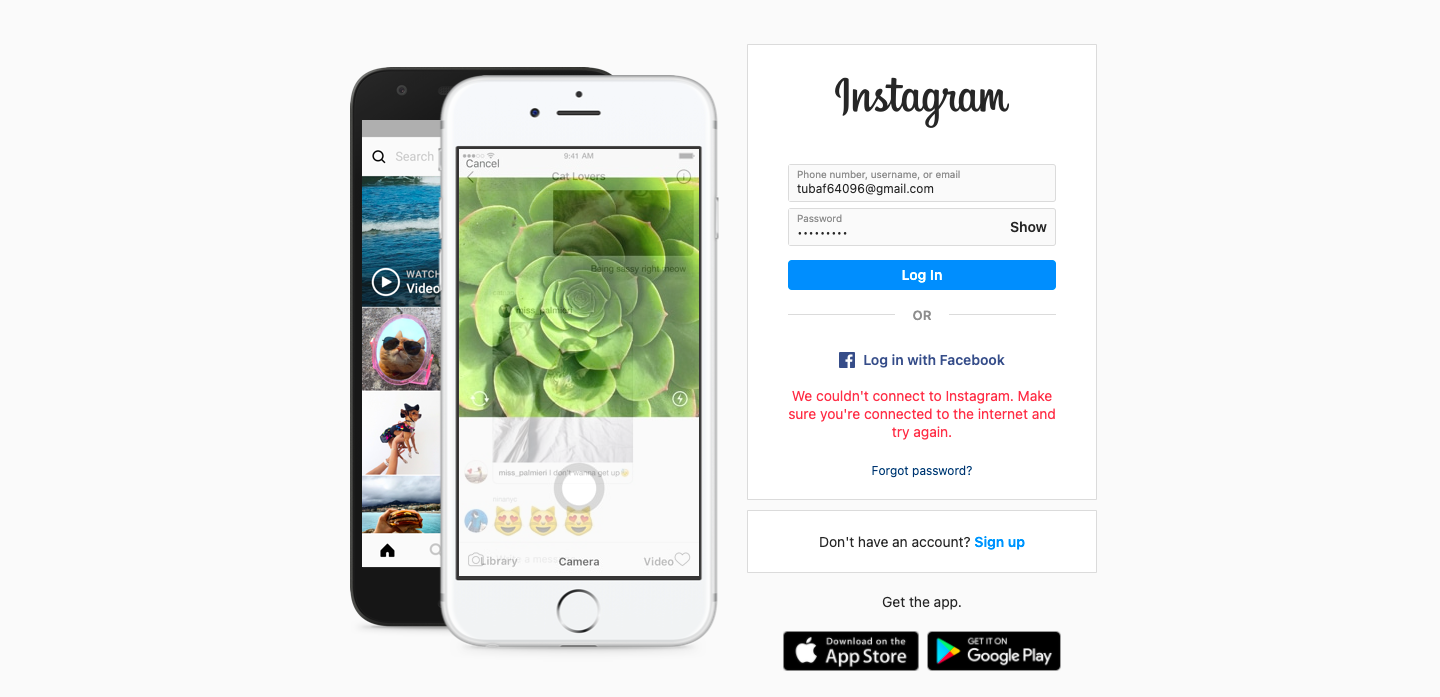 Search
WATCH
Video
9:41 AM
Cancel
Cat Lovers
Being sassy right meow
miss_palmieri
miss_palmieri I don't wanna get up
Library
Camera
Video
Instagram
Phone number, username, or email
tubaf64096@gmail.com
Password
•••••••••
Show
Log In
OR
Log in with Facebook
We couldn't connect to Instagram. Make
sure you're connected to the internet and
try again.
Forgot password?
Don't have an account? Sign up
Get the app.
Download on the
App Store
GET IT ON
Google Play